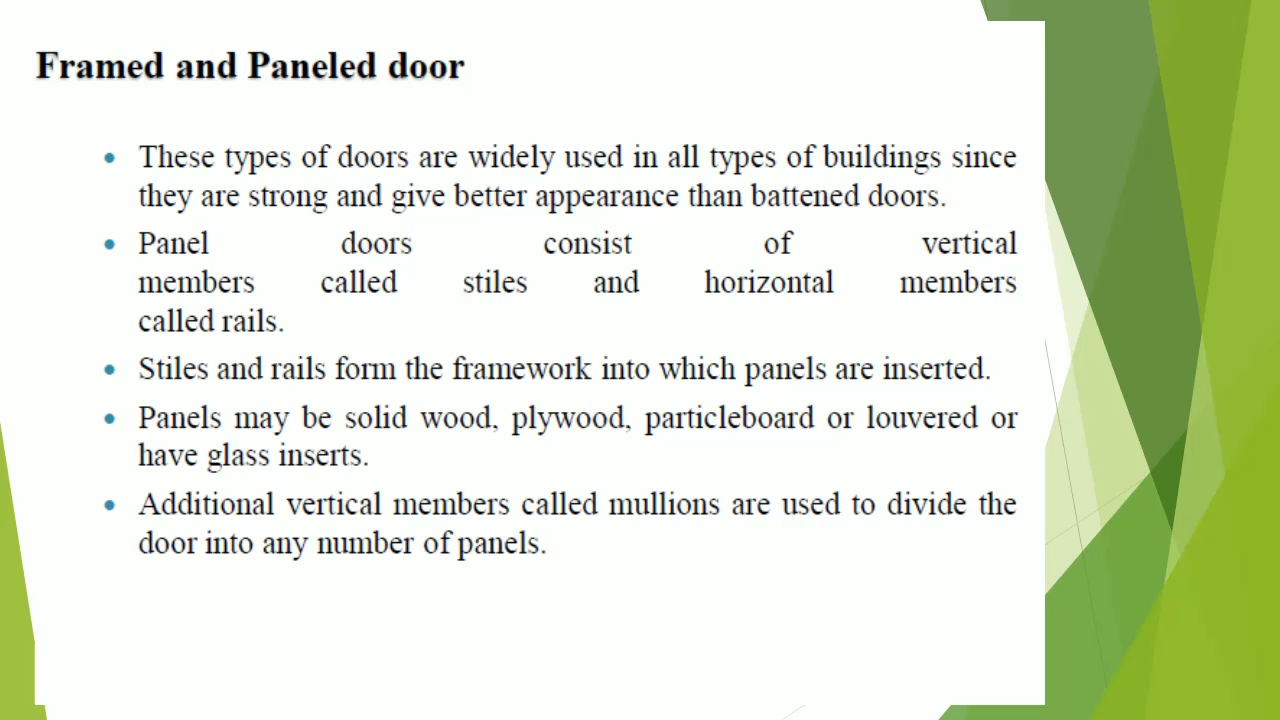 Framed and Paneled door
• These types of doors are widely used in all types of buildings since
they are strong and give better appearance than battened doors.
• Panel doors consist of vertical
members called stiles and horizontal members
called rails.
• Stiles and rails form the framework into which panels are inserted.
• Panels may be solid wood, plywood, particleboard or louvered or
have glass inserts.
• Additional vertical members called mullions are used to divide the
door into any number of panels.